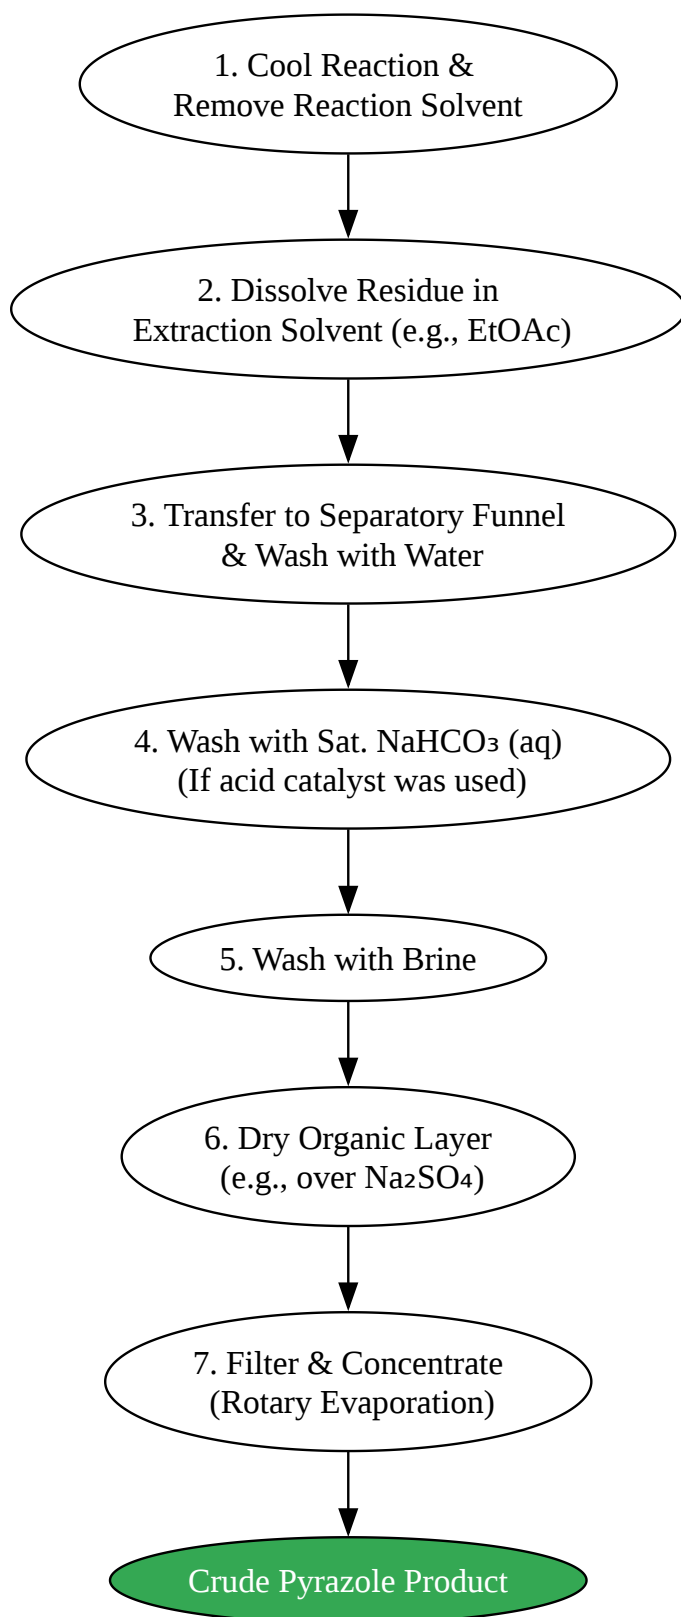 1. Cool Reaction &
Remove Reaction Solvent
2. Dissolve Residue in
Extraction Solvent (e.g., EtOAc)
3. Transfer to Separatory Funnel
& Wash with Water
4. Wash with Sat. NaHCO₃ (aq)
(If acid catalyst was used)
5. Wash with Brine
6. Dry Organic Layer
(e.g., over Na₂SO₄)
7. Filter & Concentrate
(Rotary Evaporation)
Crude Pyrazole Product